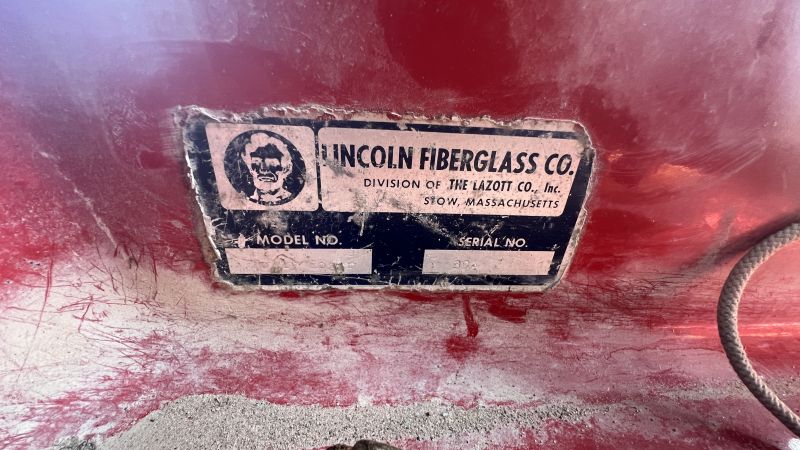 LINCOLN FIBERGLASS CO.
DIVISION OF THE LAZOTT CO., Inc.
STOW, MASSACHUSETTS
MODEL NO. SERIAL NO.